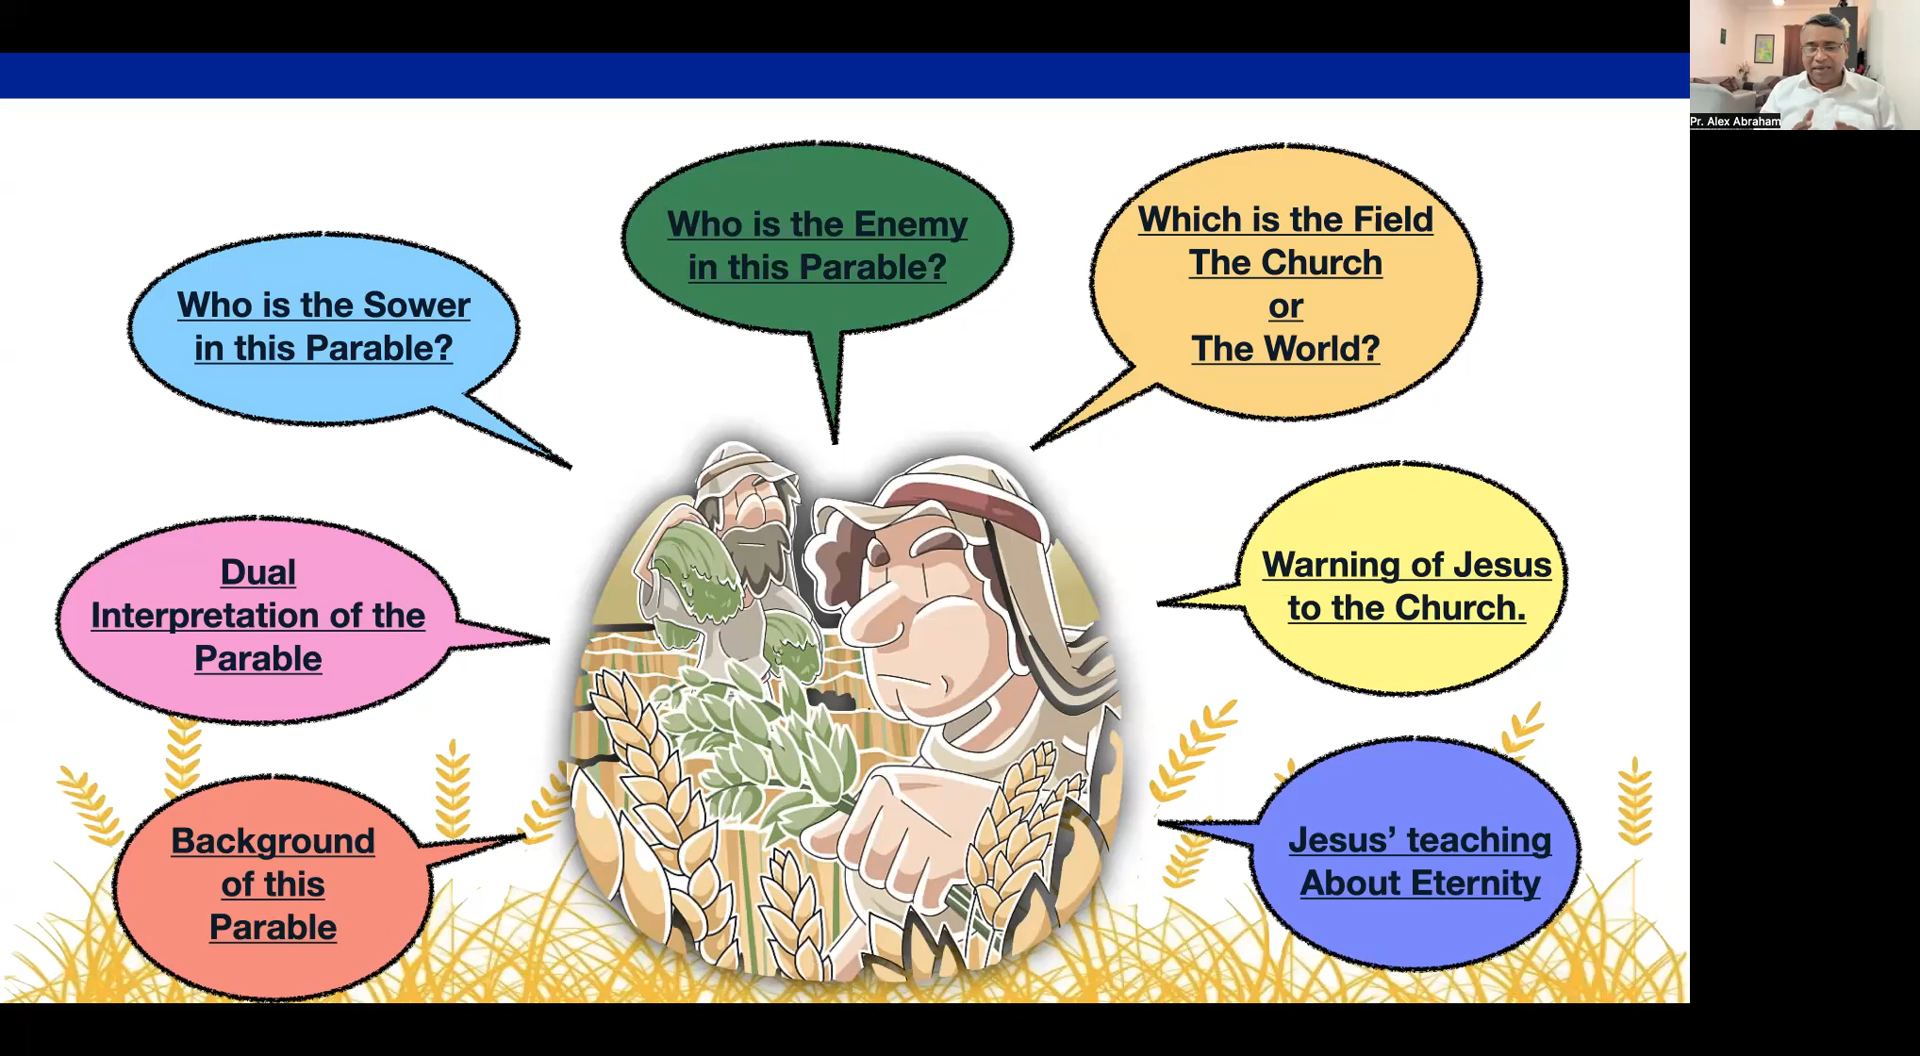 Pr. Alex Abraham
Who is the Enemy
in this Parable?
Which is the Field
The Church
or
The World?
Who is the Sower
in this Parable?
Dual
Interpretation of the
Parable
Warning of Jesus
to the Church.
Background
of this
Parable
Jesus’ teaching
About Eternity